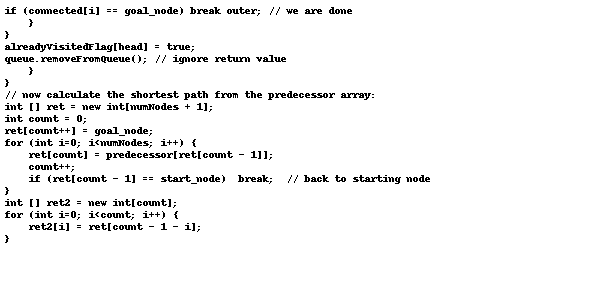 if (connected[i] == goal_node) break outer; // we are done
}
}
alreadyVisitedFlag[head] = true;
queue.removeFromQueue(); // ignore return value
}
}
// now calculate the shortest path from the predecessor array:
int [] ret = new int[numNodes + 1];
int count = 0;
ret[count++] = goal_node;
for (int i=0; i<numNodes; i++) {
ret[count] = predecessor[ret[count - 1]];
count++;
if (ret[count - 1] == start_node)  break;  // back to starting node
}
int [] ret2 = new int[count];
for (int i=0; i<count; i++) {
ret2[i] = ret[count - 1 - i];
}